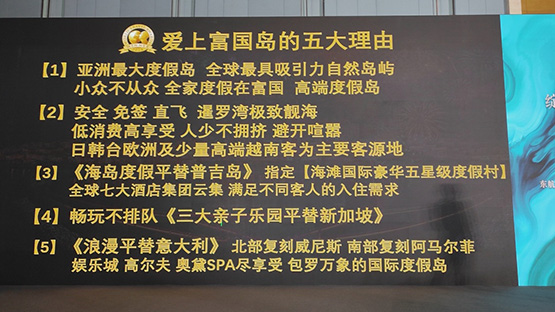 爱上富国岛的五大理由
【1】亚洲最大度假岛 全球最具吸引力自然岛屿
小众不从众 全家度假在富国 高端度假岛
【2】安全 免签 直飞 暹罗湾极致靓海
低消费高享受 人少不拥挤 避开喧嚣
日韩台欧洲及少量高端越南客为主要客源地
【3】《海岛度假平替普吉岛》 指定【海滩国际豪华五星级度假村】
全球七大酒店集团云集 满足不同客人的入住需求
【4】畅玩不排队《三大亲子乐园平替新加坡》
【5】《浪漫平替意大利》 北部复刻威尼斯 南部复刻阿马尔菲
娱乐城 高尔夫 奥黛SPA尽享受 包罗万象的国际度假岛